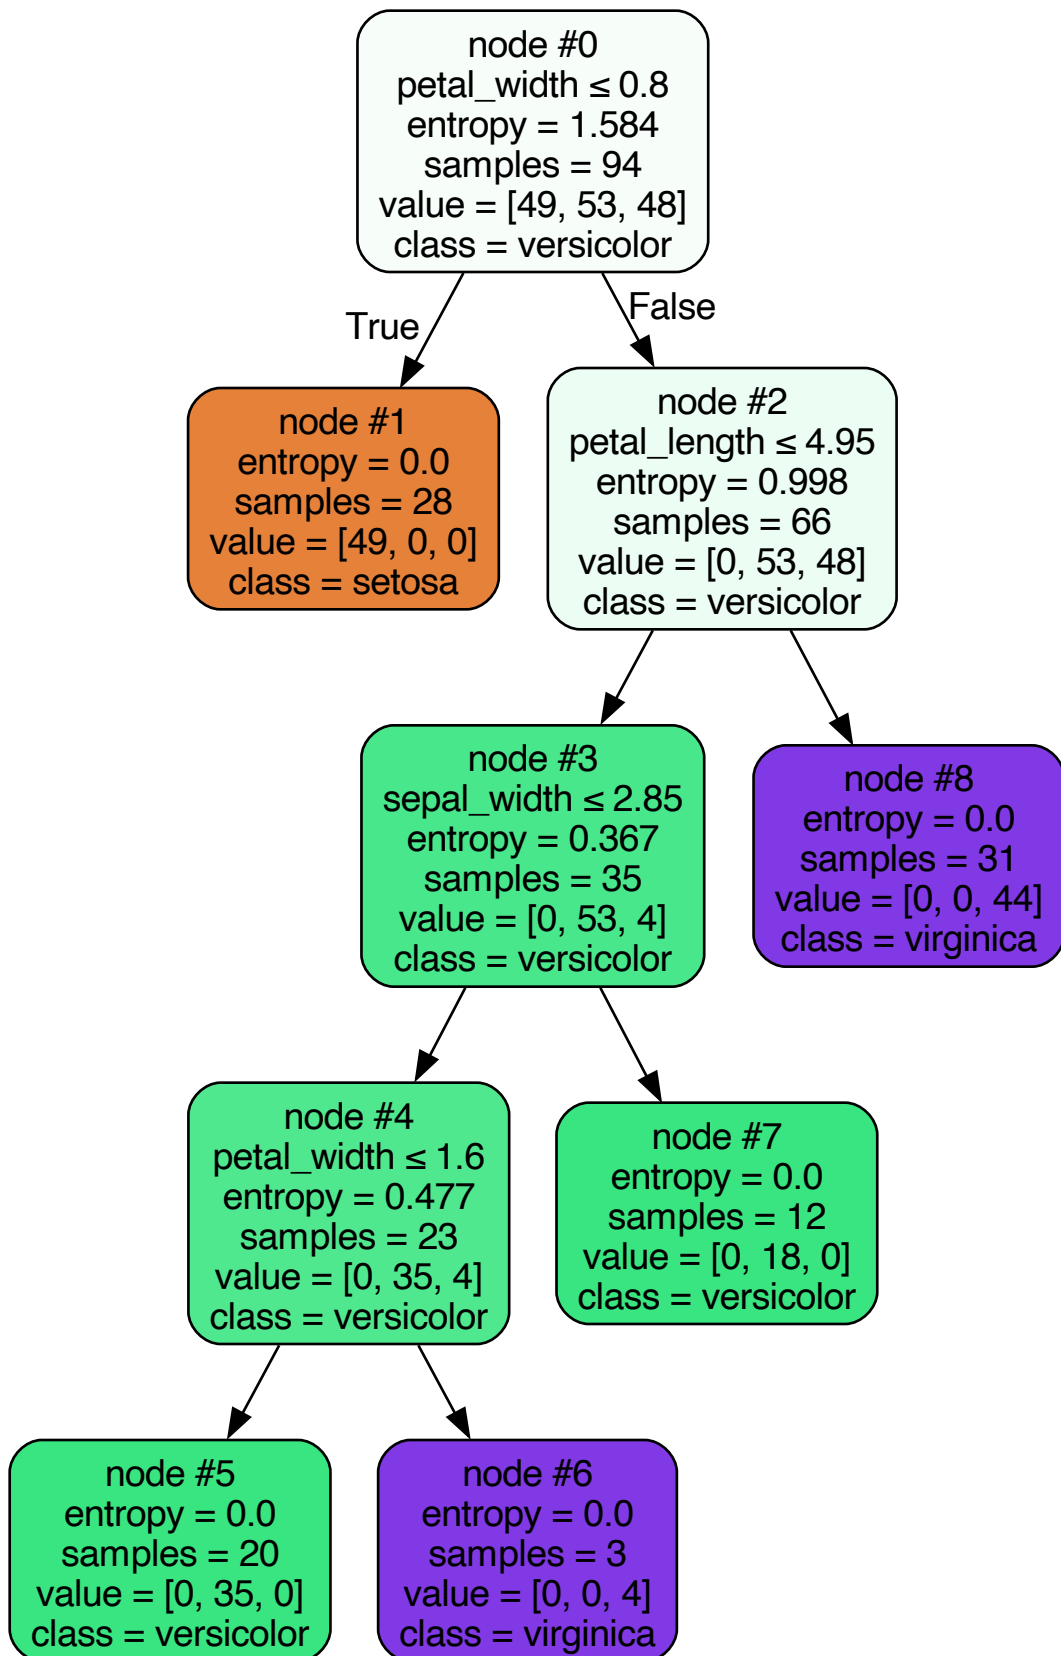 node #0
petal_width ≤ 0.8
entropy = 1.584
samples = 94
value = [49, 53, 48]
class = versicolor
True
False
node #1
entropy = 0.0
samples = 28
value = [49, 0, 0]
class = setosa
node #2
petal_length ≤ 4.95
entropy = 0.998
samples = 66
value = [0, 53, 48]
class = versicolor
node #3
sepal_width ≤ 2.85
entropy = 0.367
samples = 35
value = [0, 53, 4]
class = versicolor
node #8
entropy = 0.0
samples = 31
value = [0, 0, 44]
class = virginica
node #4
petal_width ≤ 1.6
entropy = 0.477
samples = 23
value = [0, 35, 4]
class = versicolor
node #7
entropy = 0.0
samples = 12
value = [0, 18, 0]
class = versicolor
node #5
entropy = 0.0
samples = 20
value = [0, 35, 0]
class = versicolor
node #6
entropy = 0.0
samples = 3
value = [0, 0, 4]
class = virginica